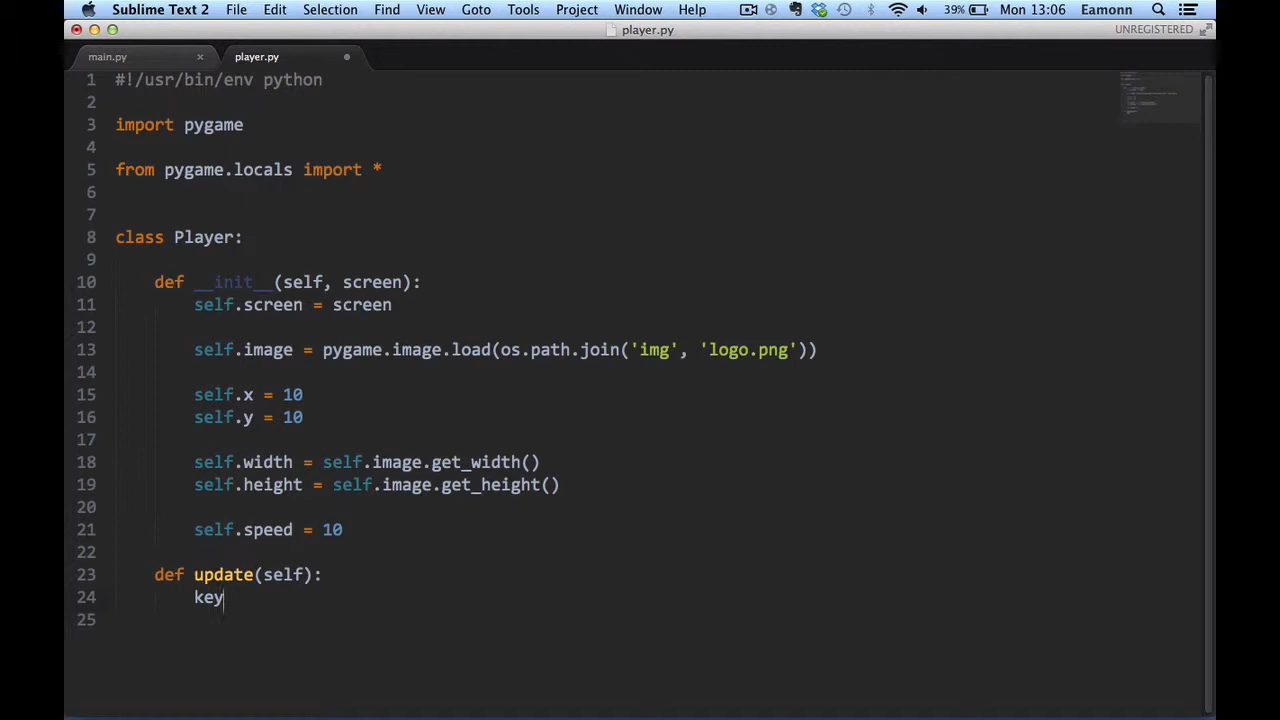 Sublime Text 2 File Edit Selection Find View Goto Tools Project Window Help 39% Mon 13:06 Eamonn
player.py UNREGISTERED
main.py × player.py
1 #!/usr/bin/env python
2
3 import pygame
4
5 from pygame.locals import *
6
7
8 class Player:
9
10 def __init__(self, screen):
11 self.screen = screen
12
13 self.image = pygame.image.load(os.path.join('img', 'logo.png'))
14
15 self.x = 10
16 self.y = 10
17
18 self.width = self.image.get_width()
19 self.height = self.image.get_height()
20
21 self.speed = 10
22
23 def update(self):
24 key
25